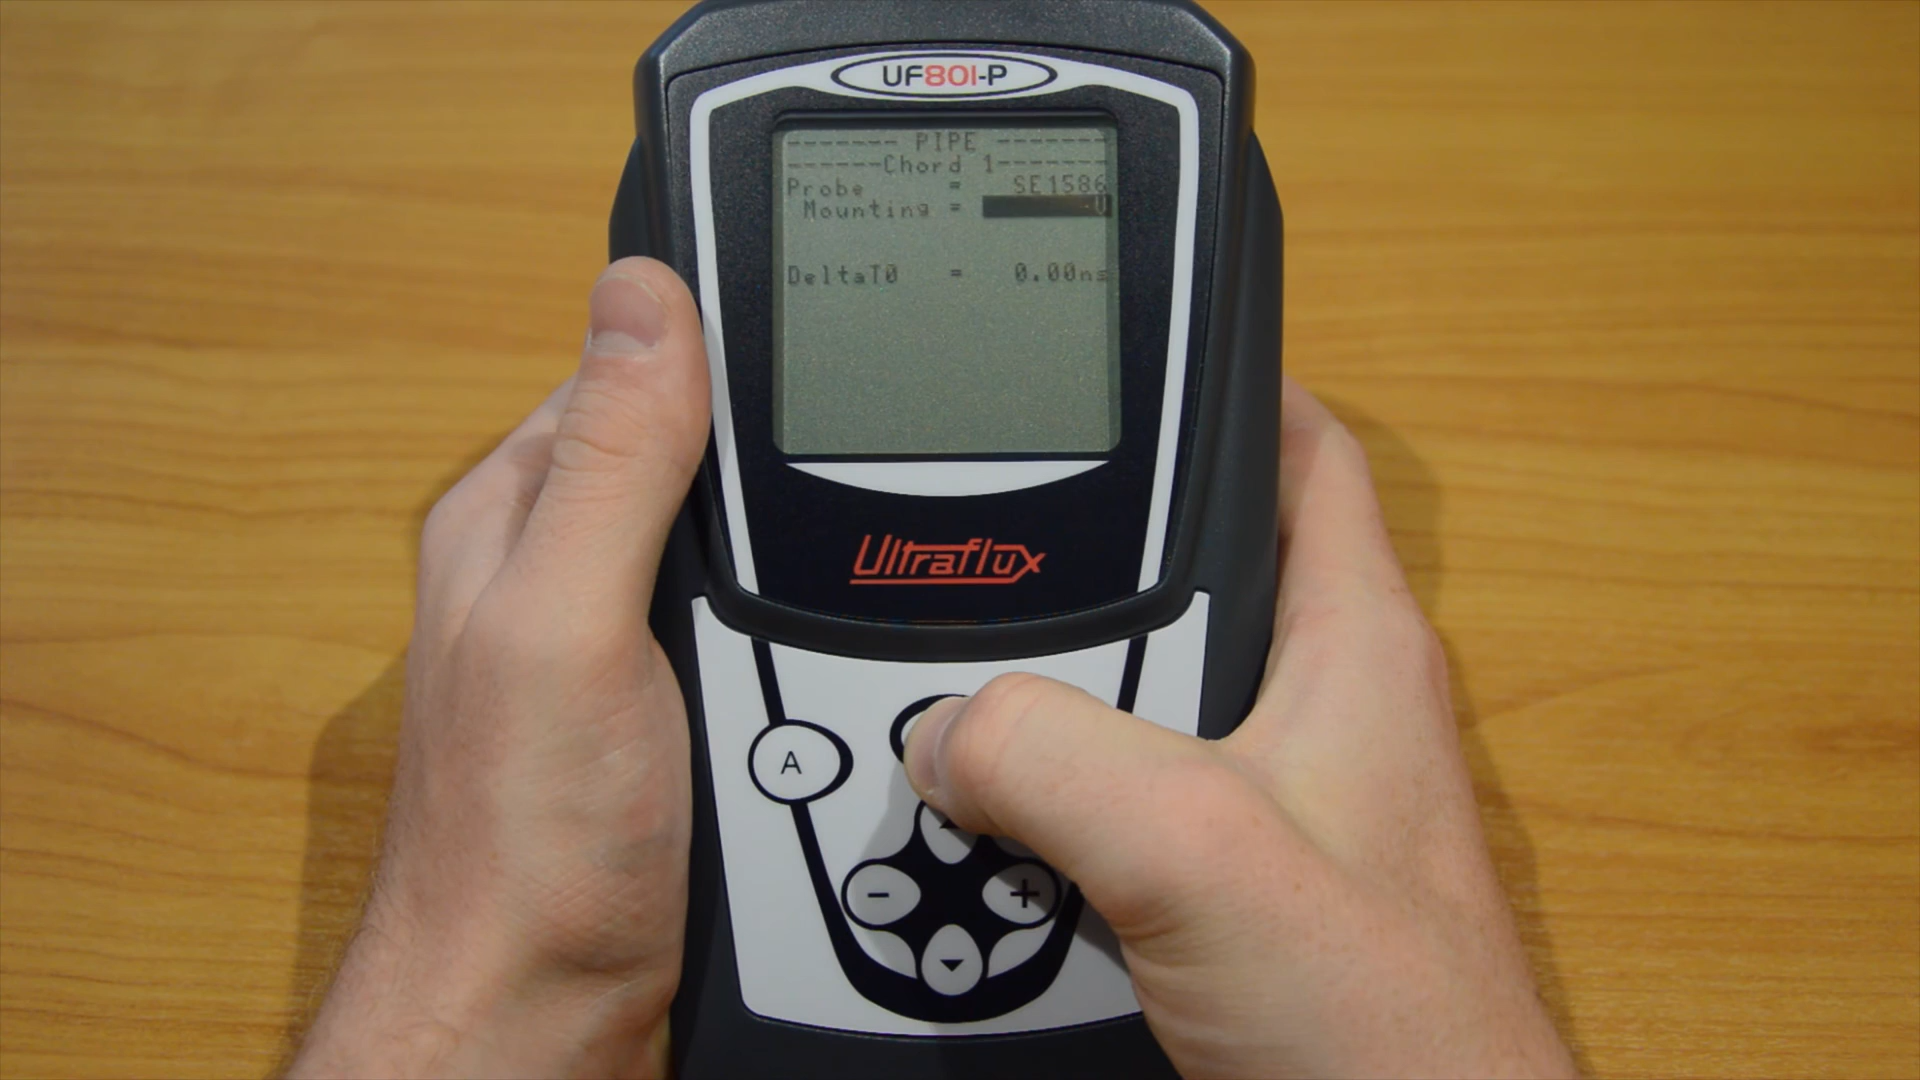 UF801-P
------- PIPE -------
------Chord 1-------
Probe = SE1586
Mounting = V
DeltaT0 = 0.00ns
Ultraflux
A
- +